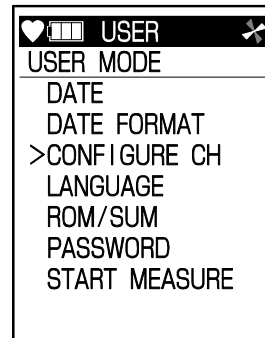 USER
USER MODE
DATE
DATE FORMAT
>CONFIGURE CH
LANGUAGE
ROM/SUM
PASSWORD
START MEASURE